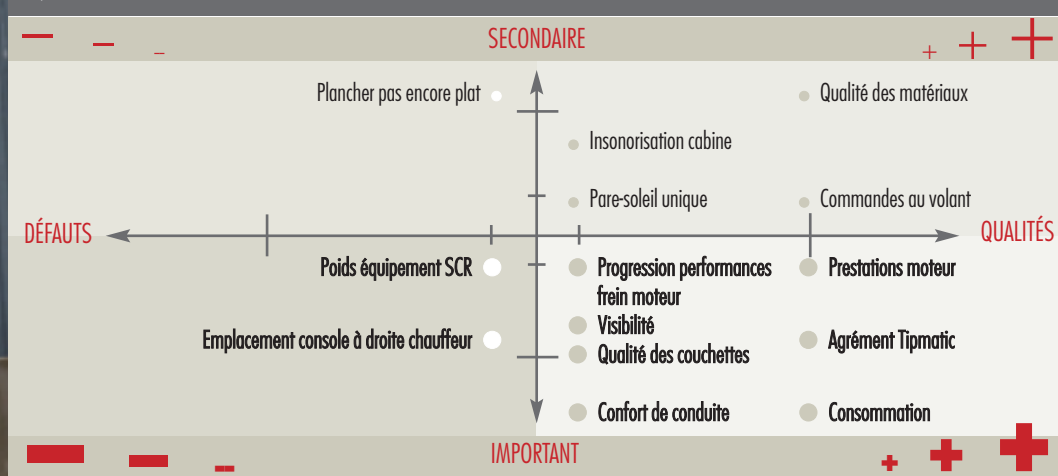 SECONDAIRE
Plancher pas encore plat
Qualité des matériaux
Insonorisation cabine
Pare-soleil unique
Commandes au volant
DÉFAUTS
QUALITÉS
Poids équipement SCR
Progression performances
frein moteur
Prestations moteur
Visibilité
Emplacement console à droite chauffeur
Qualité des couchettes
Agrément Tipmatic
Confort de conduite
Consommation
IMPORTANT